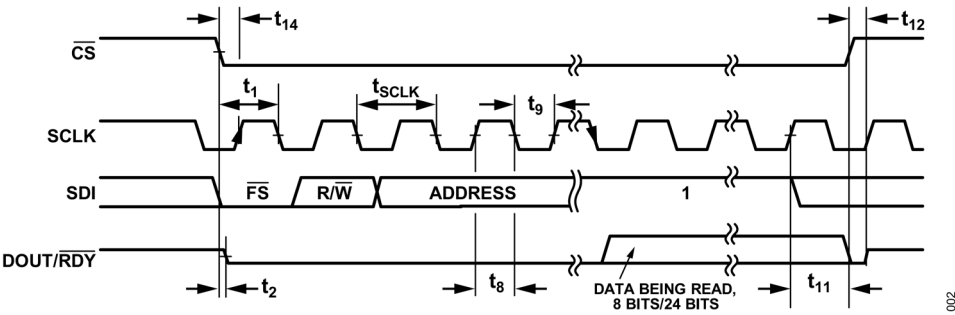 t14
t12
CS
t1
tSCLK
t9
SCLK
SDI
FS
R/W
ADDRESS
1
DOUT/RDY
t2
t8
DATA BEING READ,
8 BITS/24 BITS
t11
002